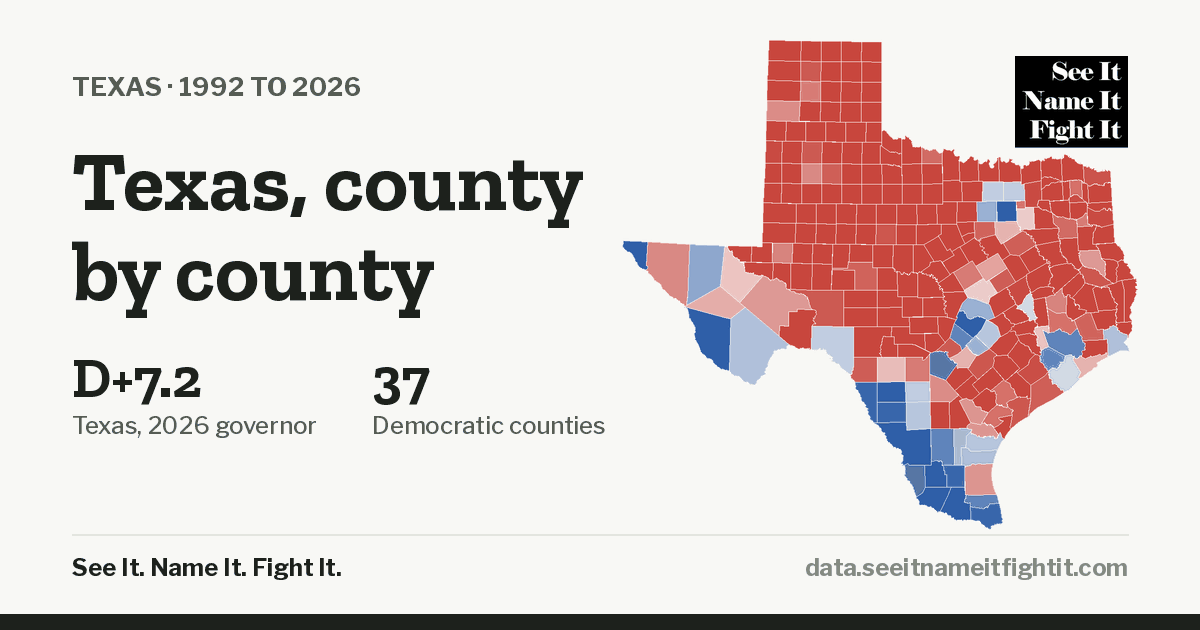 TEXAS · 1992 TO 2026
See It
Name It
Fight It
Texas, county
by county
D+7.2
Texas, 2026 governor
37
Democratic counties
See It. Name It. Fight It.
data.seeitnameitfightit.com